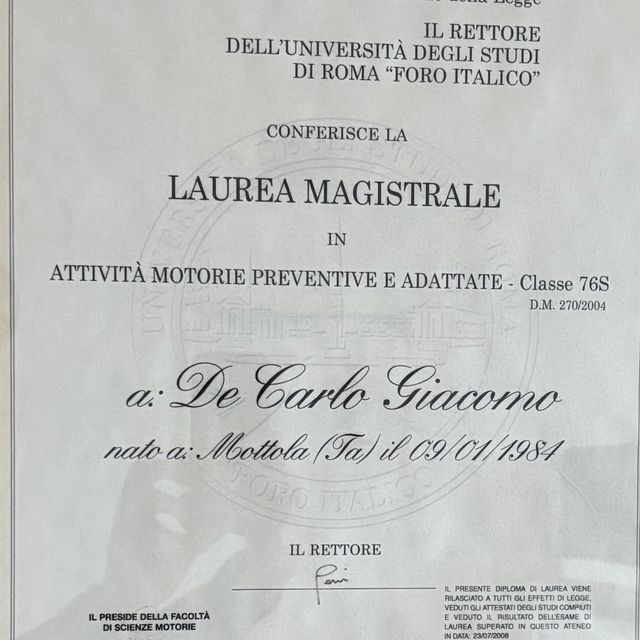 della Legge
IL RETTORE
DELL'UNIVERSITÀ DEGLI STUDI
DI ROMA “FORO ITALICO”
CONFERISCE LA
LAUREA MAGISTRALE
IN
ATTIVITÀ MOTORIE PREVENTIVE E ADATTATE - Classe 76S
D.M. 270/2004
a: De Carlo Giacomo
nato a: Mottola (Ta) il 09/01/1984
IL RETTORE
IL PRESIDE DELLA FACOLTÀ
DI SCIENZE MOTORIE
IL PRESENTE DIPLOMA DI LAUREA VIENE
RILASCIATO A TUTTI GLI EFFETTI DI LEGGE,
VEDUTI GLI ATTESTATI DEGLI STUDI COMPIUTI
E VEDUTO IL RISULTATO DELL'ESAME DI
LAUREA SUPERATO IN QUESTO ATENEO
IN DATA: 23/07/2008